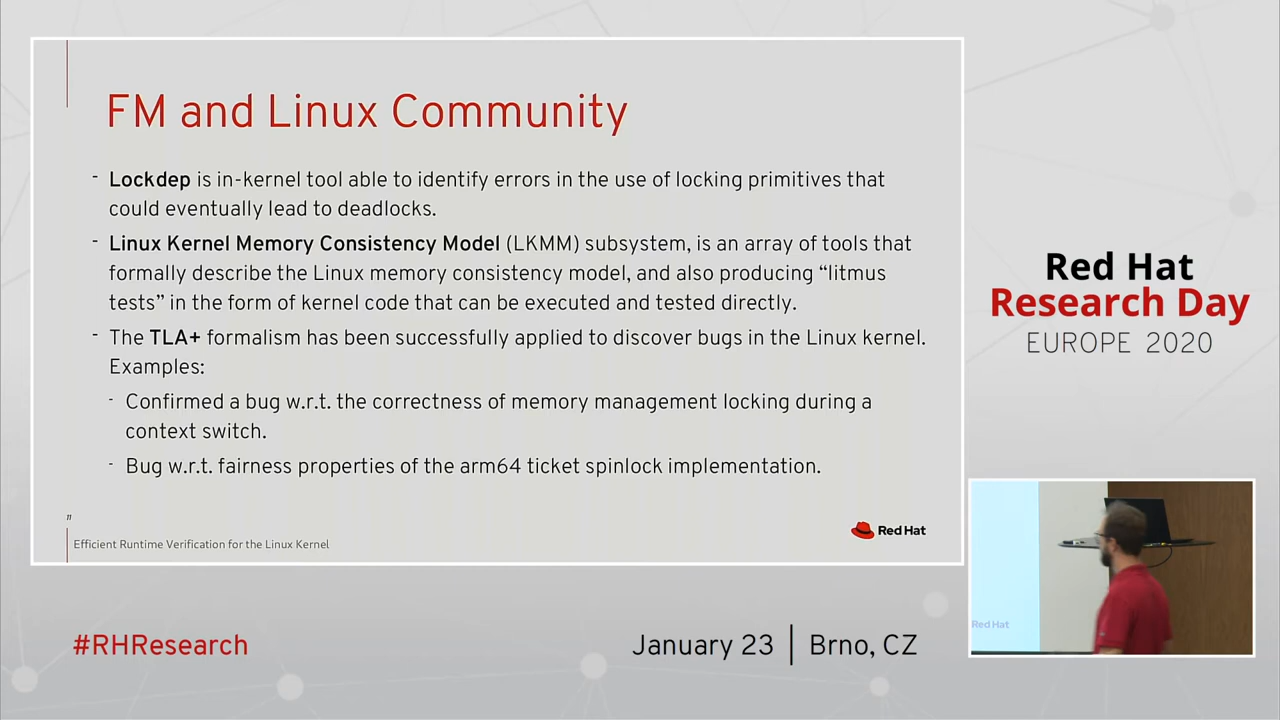 FM and Linux Community
- Lockdep is in-kernel tool able to identify errors in the use of locking primitives that
could eventually lead to deadlocks.
- Linux Kernel Memory Consistency Model (LKMM) subsystem, is an array of tools that
formally describe the Linux memory consistency model, and also producing “litmus
tests” in the form of kernel code that can be executed and tested directly.
- The TLA+ formalism has been successfully applied to discover bugs in the Linux kernel.
Examples:
- Confirmed a bug w.r.t. the correctness of memory management locking during a
context switch.
- Bug w.r.t. fairness properties of the arm64 ticket spinlock implementation.
11
Efficient Runtime Verification for the Linux Kernel
Red Hat
Red Hat
Research Day
EUROPE 2020
Red Hat
#RHResearch
January 23 | Brno, CZ